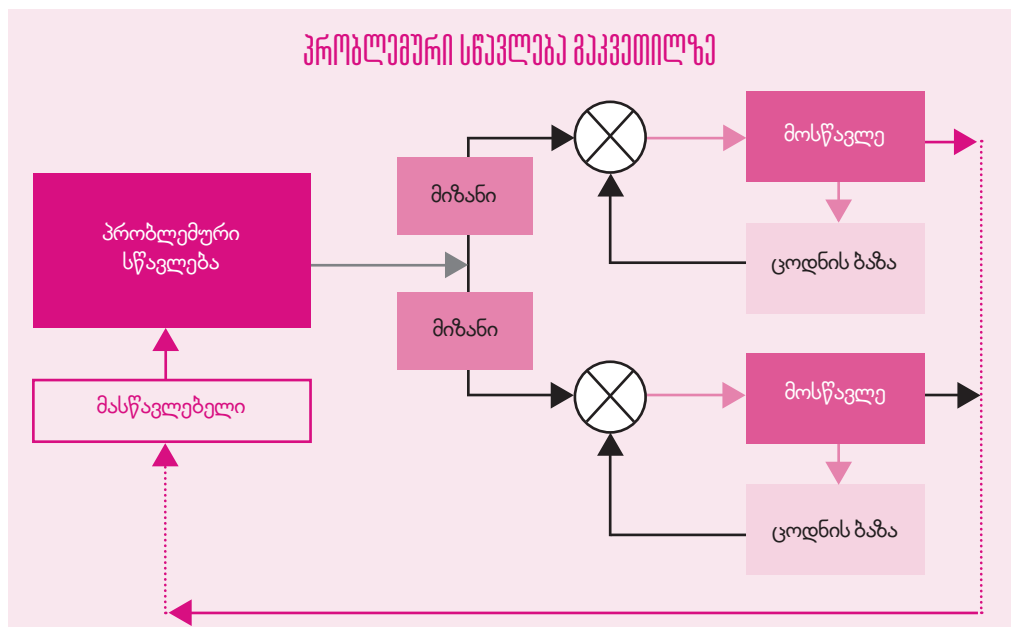 პრობლემური სწავლება გაკვეთილზე
პრობლემური
სწავლება
მასწავლებელი
მიზანი
მიზანი
მოსწავლე
ცოდნის ბაზა
მოსწავლე
ცოდნის ბაზა